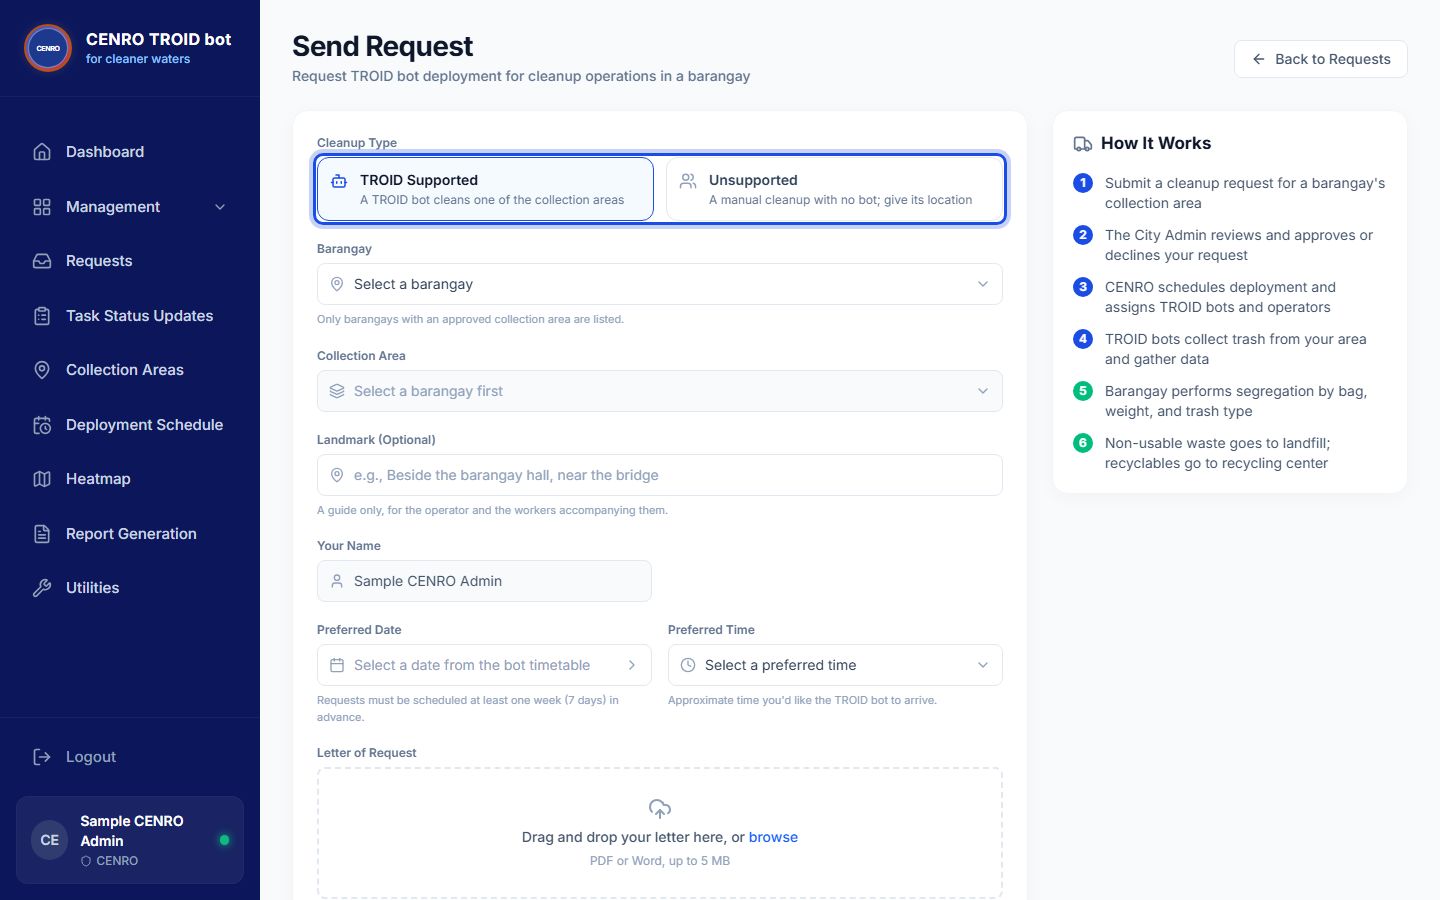 CENRO
CENRO TROID bot
for cleaner waters
Dashboard
Management
Requests
Task Status Updates
Collection Areas
Deployment Schedule
Heatmap
Report Generation
Utilities
Logout
CE
Sample CENRO
Admin
CENRO
Send Request
Request TROID bot deployment for cleanup operations in a barangay
Back to Requests
Cleanup Type
TROID Supported
A TROID bot cleans one of the collection areas
Unsupported
A manual cleanup with no bot; give its location
Barangay
Select a barangay
Only barangays with an approved collection area are listed.
Collection Area
Select a barangay first
Landmark (Optional)
e.g., Beside the barangay hall, near the bridge
A guide only, for the operator and the workers accompanying them.
Your Name
Sample CENRO Admin
Preferred Date
Select a date from the bot timetable
Requests must be scheduled at least one week (7 days) in
advance.
Preferred Time
Select a preferred time
Approximate time you'd like the TROID bot to arrive.
Letter of Request
Drag and drop your letter here, or browse
PDF or Word, up to 5 MB
How It Works
1 Submit a cleanup request for a barangay's
collection area
2 The City Admin reviews and approves or
declines your request
3 CENRO schedules deployment and
assigns TROID bots and operators
4 TROID bots collect trash from your area
and gather data
5 Barangay performs segregation by bag,
weight, and trash type
6 Non-usable waste goes to landfill;
recyclables go to recycling center